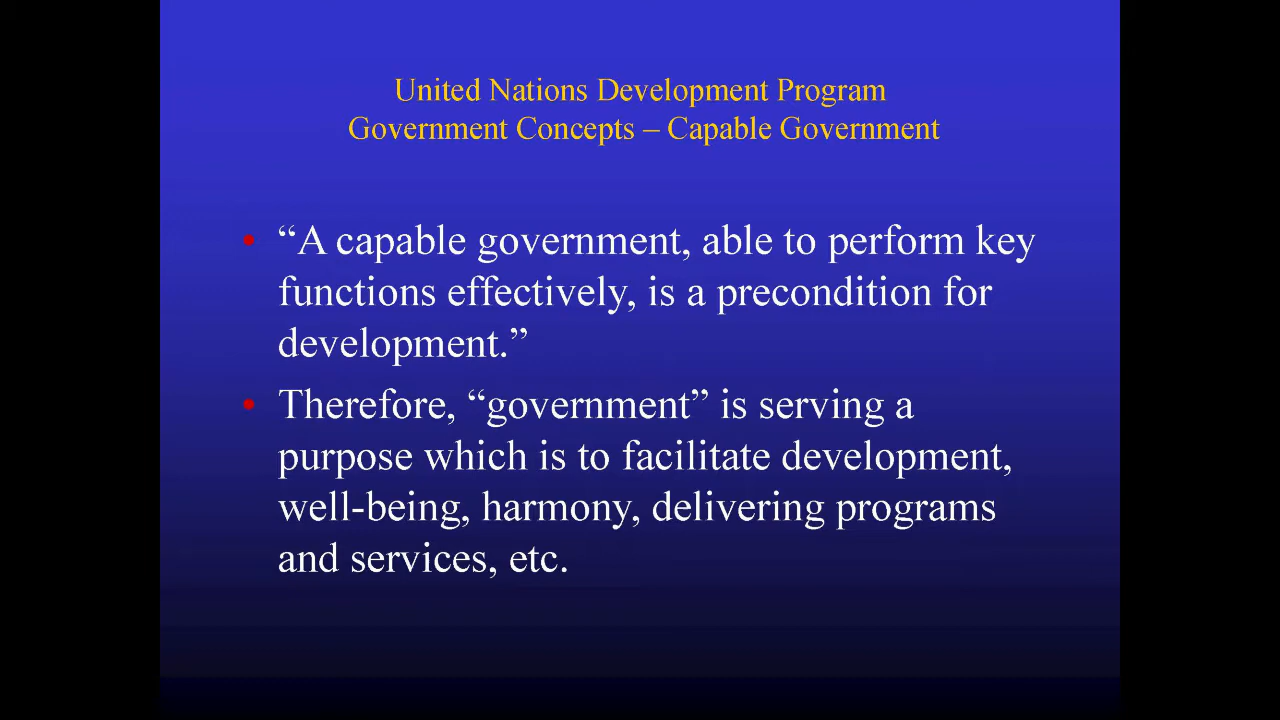 United Nations Development Program
Government Concepts – Capable Government
• “A capable government, able to perform key
functions effectively, is a precondition for
development.”
• Therefore, “government” is serving a
purpose which is to facilitate development,
well-being, harmony, delivering programs
and services, etc.